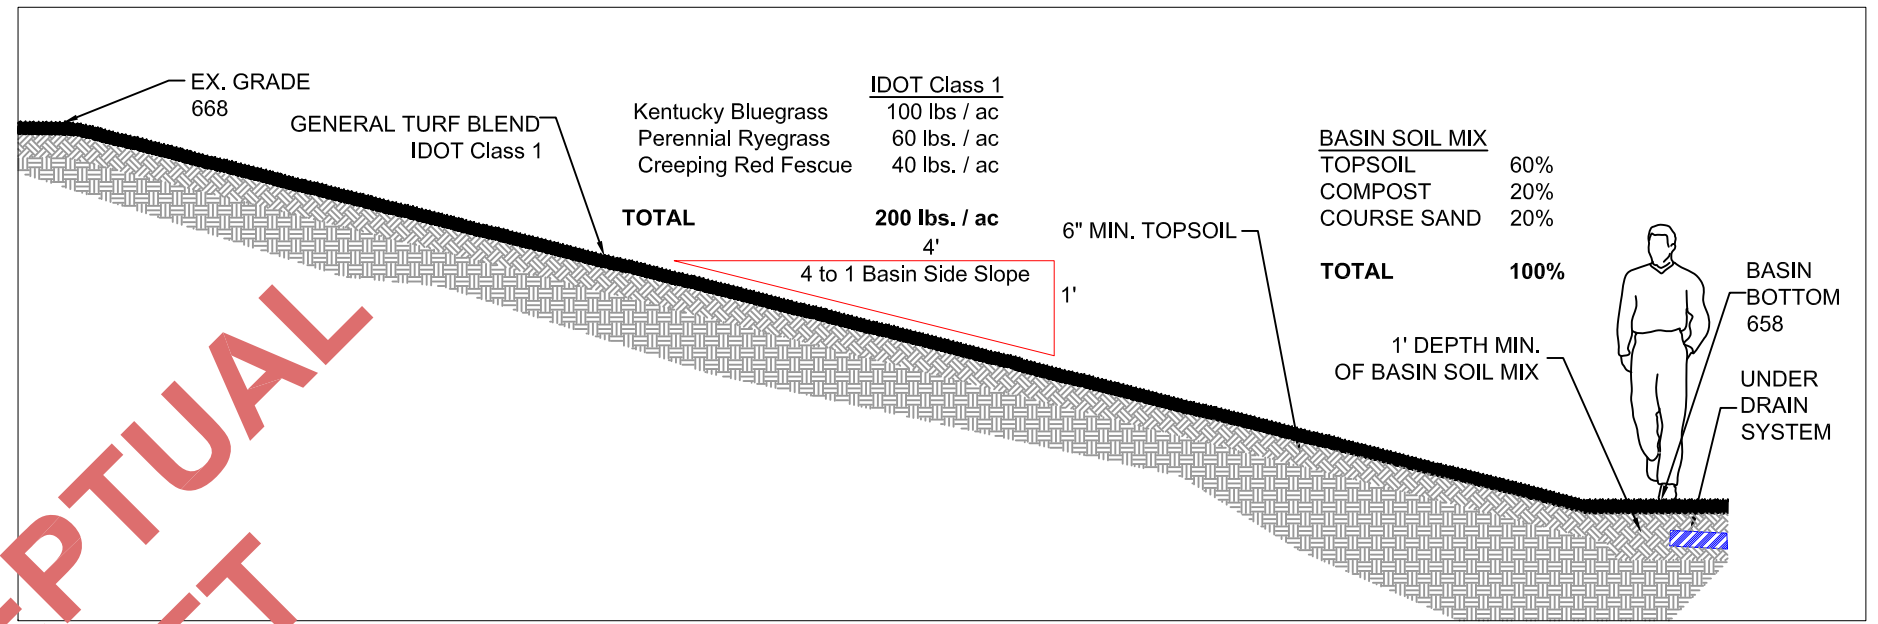 EX. GRADE
668
GENERAL TURF BLEND
IDOT Class 1
IDOT Class 1
Kentucky Bluegrass 100 lbs / ac
Perennial Ryegrass 60 lbs. / ac
Creeping Red Fescue 40 lbs. / ac
TOTAL 200 lbs. / ac
4'
4 to 1 Basin Side Slope
1'
6" MIN. TOPSOIL
BASIN SOIL MIX
TOPSOIL 60%
COMPOST 20%
COURSE SAND 20%
TOTAL 100%
1' DEPTH MIN.
OF BASIN SOIL MIX
BASIN
BOTTOM
658
UNDER
DRAIN
SYSTEM
PTUAL